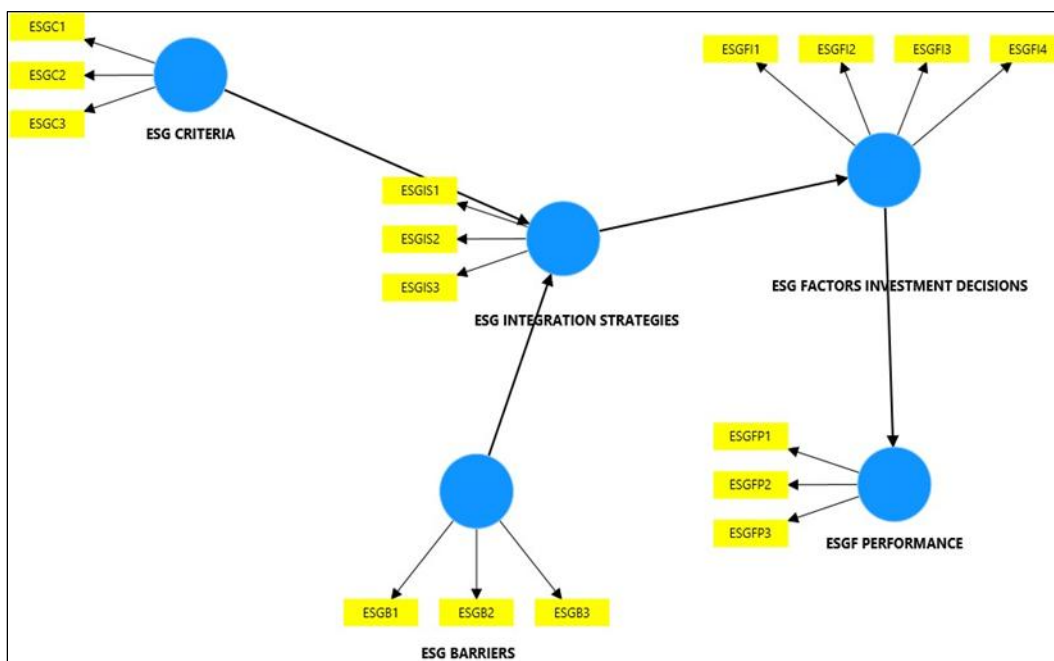 ESGC1
ESGC2
ESGC3
ESG CRITERIA
ESGFI1
ESGFI2
ESGFI3
ESGFI4
ESGIS1
ESGIS2
ESGIS3
ESG INTEGRATION STRATEGIES
ESG FACTORS INVESTMENT DECISIONS
ESGFP1
ESGFP2
ESGFP3
ESGF PERFORMANCE
ESGB1
ESGB2
ESGB3
ESG BARRIERS